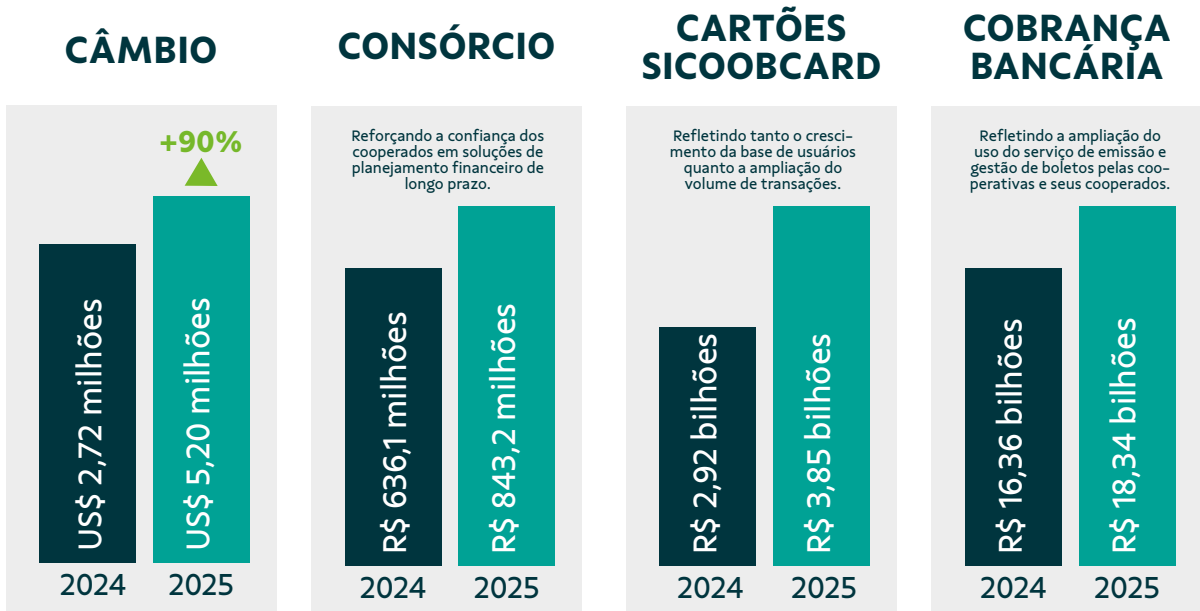 CÂMBIO
+90%
US$ 2,72 milhões
US$ 5,20 milhões
2024
2025
CONSÓRCIO
Reforçando a confiança dos
cooperados em soluções de
planejamento financeiro de
longo prazo.
R$ 636,1 milhões
R$ 843,2 milhões
2024
2025
CARTÕES
SICOOBCARD
Refletindo tanto o cresci-
mento da base de usuários
quanto a ampliação do
volume de transações.
R$ 2,92 bilhões
R$ 3,85 bilhões
2024
2025
COBRANÇA
BANCÁRIA
Refletindo a ampliação do
uso do serviço de emissão e
gestão de boletos pelas coo-
perativas e seus cooperados.
R$ 16,36 bilhões
R$ 18,34 bilhões
2024
2025